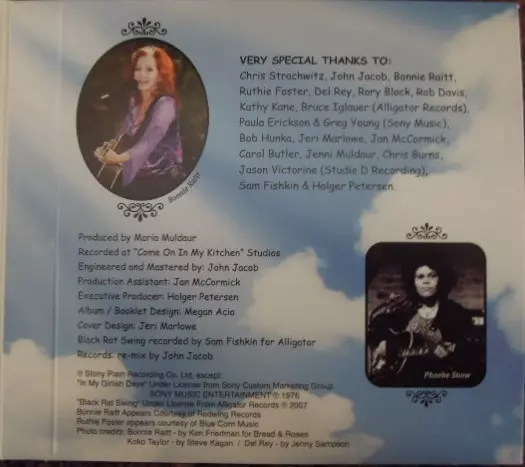 VERY SPECIAL THANKS TO:
Chris Strachwitz, John Jacob, Bonnie Raitt,
Ruthie Foster, Del Rey, Rory Block, Rob Davis,
Kathy Kane, Bruce Iglauer (Alligator Records),
Paula Erickson & Greg Young (Sony Music),
Bob Hunka, Jeri Marlowe, Jan McCormick,
Carol Butler, Jenni Muldaur, Chris Burns,
Jason Victorine (Studio D Recording),
Sam Fishkin & Holger Petersen.
Bonnie Raitt
Produced by Maria Muldaur
Recorded at "Come On In My Kitchen" Studios
Engineered and Mastered by: John Jacob
Production Assistant: Jan McCormick
Executive Producer: Holger Petersen
Album / Booklet Design: Megan Acio
Cover Design: Jeri Marlowe
Black Rat Swing recorded by Sam Fishkin for Alligator
Records: re-mix by John Jacob
Phoebe Snow
℗ Stony Plain Recording Co. Ltd. except:
"In My Girlish Days" Under License from Sony Custom Marketing Group,
SONY MUSIC ENTERTAINMENT ℗ 1976
"Black Rat Swing" Under License From Alligator Records ℗ 2007
Bonnie Raitt Appears Courtesy of Redwing Records
Ruthie Foster appears courtesy of Blue Corn Music
Photo credits: Bonnie Raitt - by Ken Friedman for Bread & Roses
Koko Taylor - by Steve Kagan / Del Rey - by Jenny Sampson